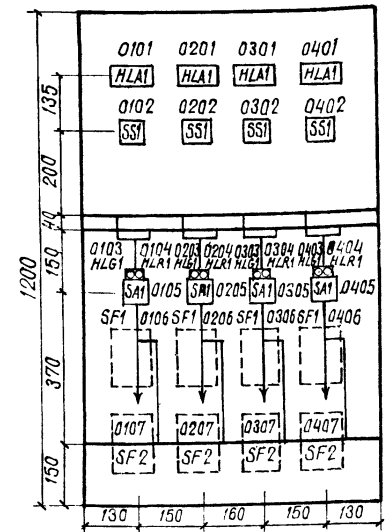 0101 0201 0301 0401
HLA1 HLA1 HLA1 HLA1
0102 0202 0302 0402
SS1 SS1 SS1 SS1
135
200
40
1200
150
0103 0104 0203 0204 0303 0304 0403 0404
HLG1 HLR1 HLG1 HLR1 HLG1 HLR1 HLG1 HLR1
SA1 0105 SA1 0205 SA1 0305 SA1 0405
SF1 0106 SF1 0206 SF1 0306 SF1 0406
370
0107 0207 0307 0407
SF2 SF2 SF2 SF2
150
130 150 160 150 130